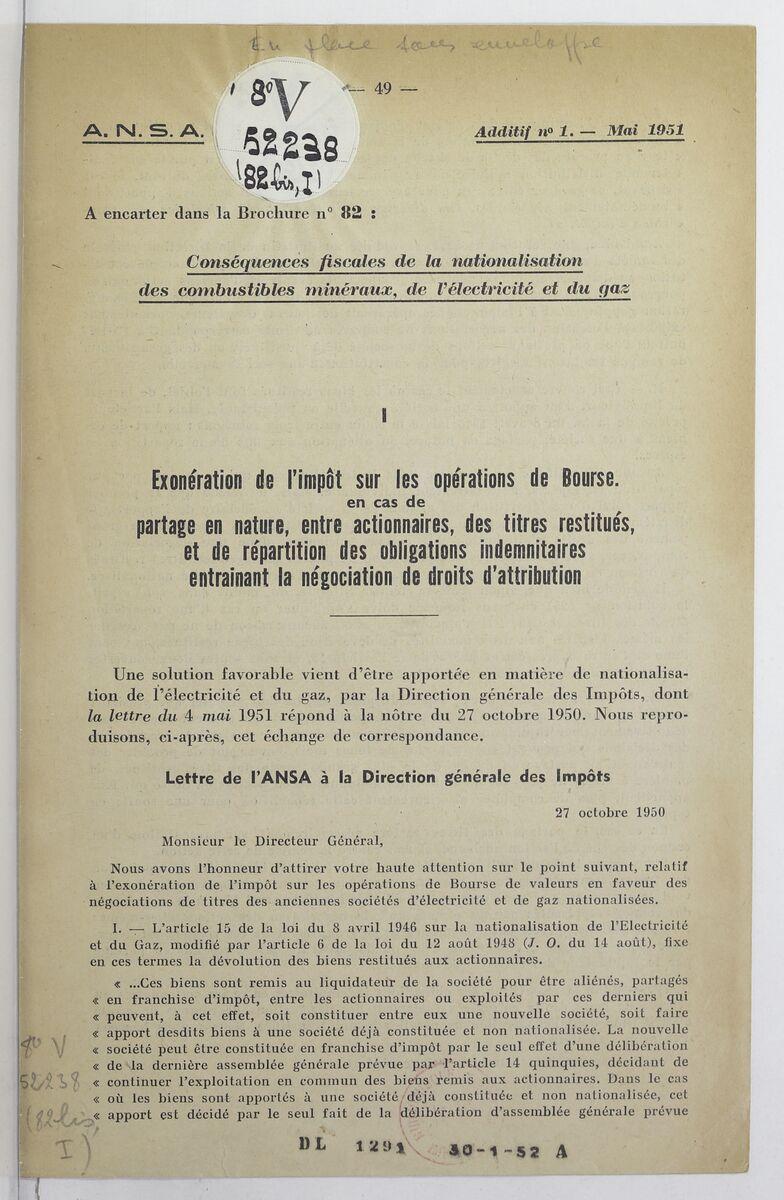 En place sans enveloppe
— 49 —
8° V
52238
(82 bis, I)
A. N. S. A.
Additif nº 1. — Mai 1951
A encarter dans la Brochure n° 82 :
Conséquences fiscales de la nationalisation
des combustibles minéraux, de l'électricité et du gaz
I
Exonération de l'impôt sur les opérations de Bourse.
en cas de
partage en nature, entre actionnaires, des titres restitués,
et de répartition des obligations indemnitaires
entrainant la négociation de droits d'attribution
Une solution favorable vient d'être apportée en matière de nationalisa-
tion de l'électricité et du gaz, par la Direction générale des Impôts, dont
la lettre du 4 mai 1951 répond à la nôtre du 27 octobre 1950. Nous repro-
duisons, ci-après, cet échange de correspondance.
Lettre de l'ANSA à la Direction générale des Impôts
27 octobre 1950
Monsieur le Directeur Général,
Nous avons l'honneur d'attirer votre haute attention sur le point suivant, relatif
à l'exonération de l'impôt sur les opérations de Bourse de valeurs en faveur des
négociations de titres des anciennes sociétés d'électricité et de gaz nationalisées.
I. — L'article 15 de la loi du 8 avril 1946 sur la nationalisation de l'Electricité
et du Gaz, modifié par l'article 6 de la loi du 12 août 1948 (J. O. du 14 août), fixe
en ces termes la dévolution des biens restitués aux actionnaires.
« ...Ces biens sont remis au liquidateur de la société pour être aliénés, partagés
« en franchise d'impôt, entre les actionnaires ou exploités par ces derniers qui
« peuvent, à cet effet, soit constituer entre eux une nouvelle société, soit faire
« apport desdits biens à une société déjà constituée et non nationalisée. La nouvelle
« société peut être constituée en franchise d'impôt par le seul effet d'une délibération
« de la dernière assemblée générale prévue par l'article 14 quinquies, décidant de
« continuer l'exploitation en commun des biens remis aux actionnaires. Dans le cas
« où les biens sont apportés à une société déjà constituée et non nationalisée, cet
« apport est décidé par le seul fait de la délibération d'assemblée générale prévue
8° V
52238
(82 bis,
I)
DL 1291 30-1-52 A